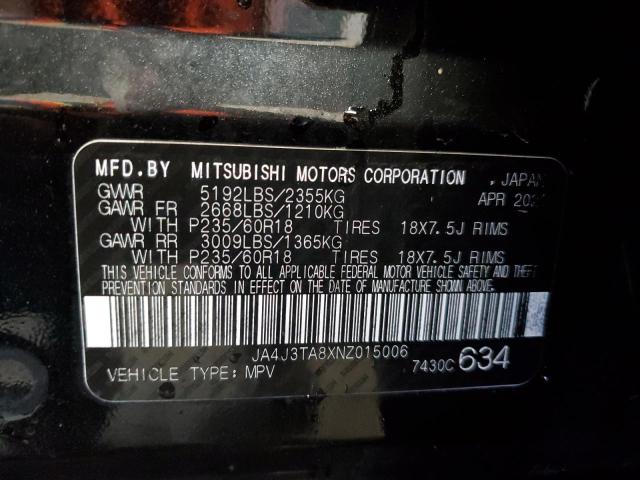 MFD.BY MITSUBISHI MOTORS CORPORATION JAPAN
GVWR 5192LBS/2355KG APR
GAWR FR 2668LBS/1210KG
WITH P235/60R18 TIRES 18X7.5J RIMS
GAWR RR 3009LBS/1365KG
WITH P235/60R18 TIRES 18X7.5J RIMS
THIS VEHICLE CONFORMS TO ALL APPLICABLE FEDERAL MOTOR VEHICLE SAFETY AND THEFT
PREVENTION STANDARDS IN EFFECT ON THE DATE OF MANUFACTURE SHOWN ABOVE.
JA4J3TA8XNZ015006
VEHICLE TYPE: MPV 7430C 634